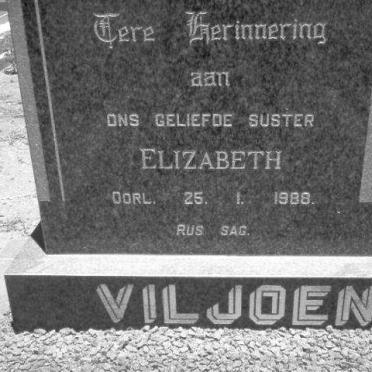 Tere Herinnering
aan
ONS GELIEFDE SUSTER
ELIZABETH
OORL. 25. 1. 1988.
RUS SAG.
VILJOEN